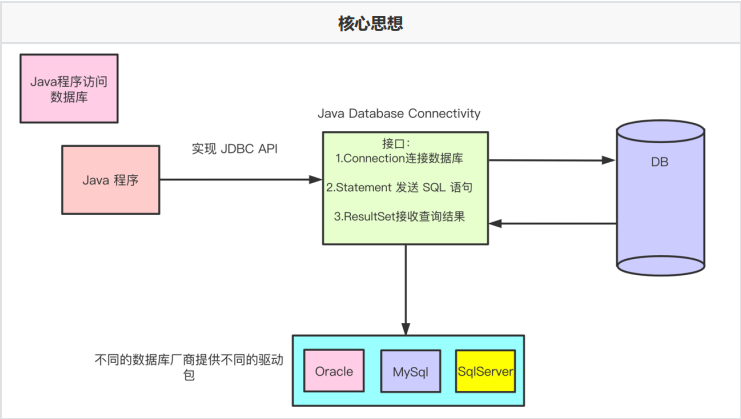 核心思想
Java程序访问
数据库
Java Database Connectivity
实现 JDBC API
Java 程序
接口：
1.Connection连接数据库
2.Statement 发送 SQL 语句
3.ResultSet接收查询结果
DB
不同的数据库厂商提供不同的驱动
包
Oracle
MySql
SqlServer